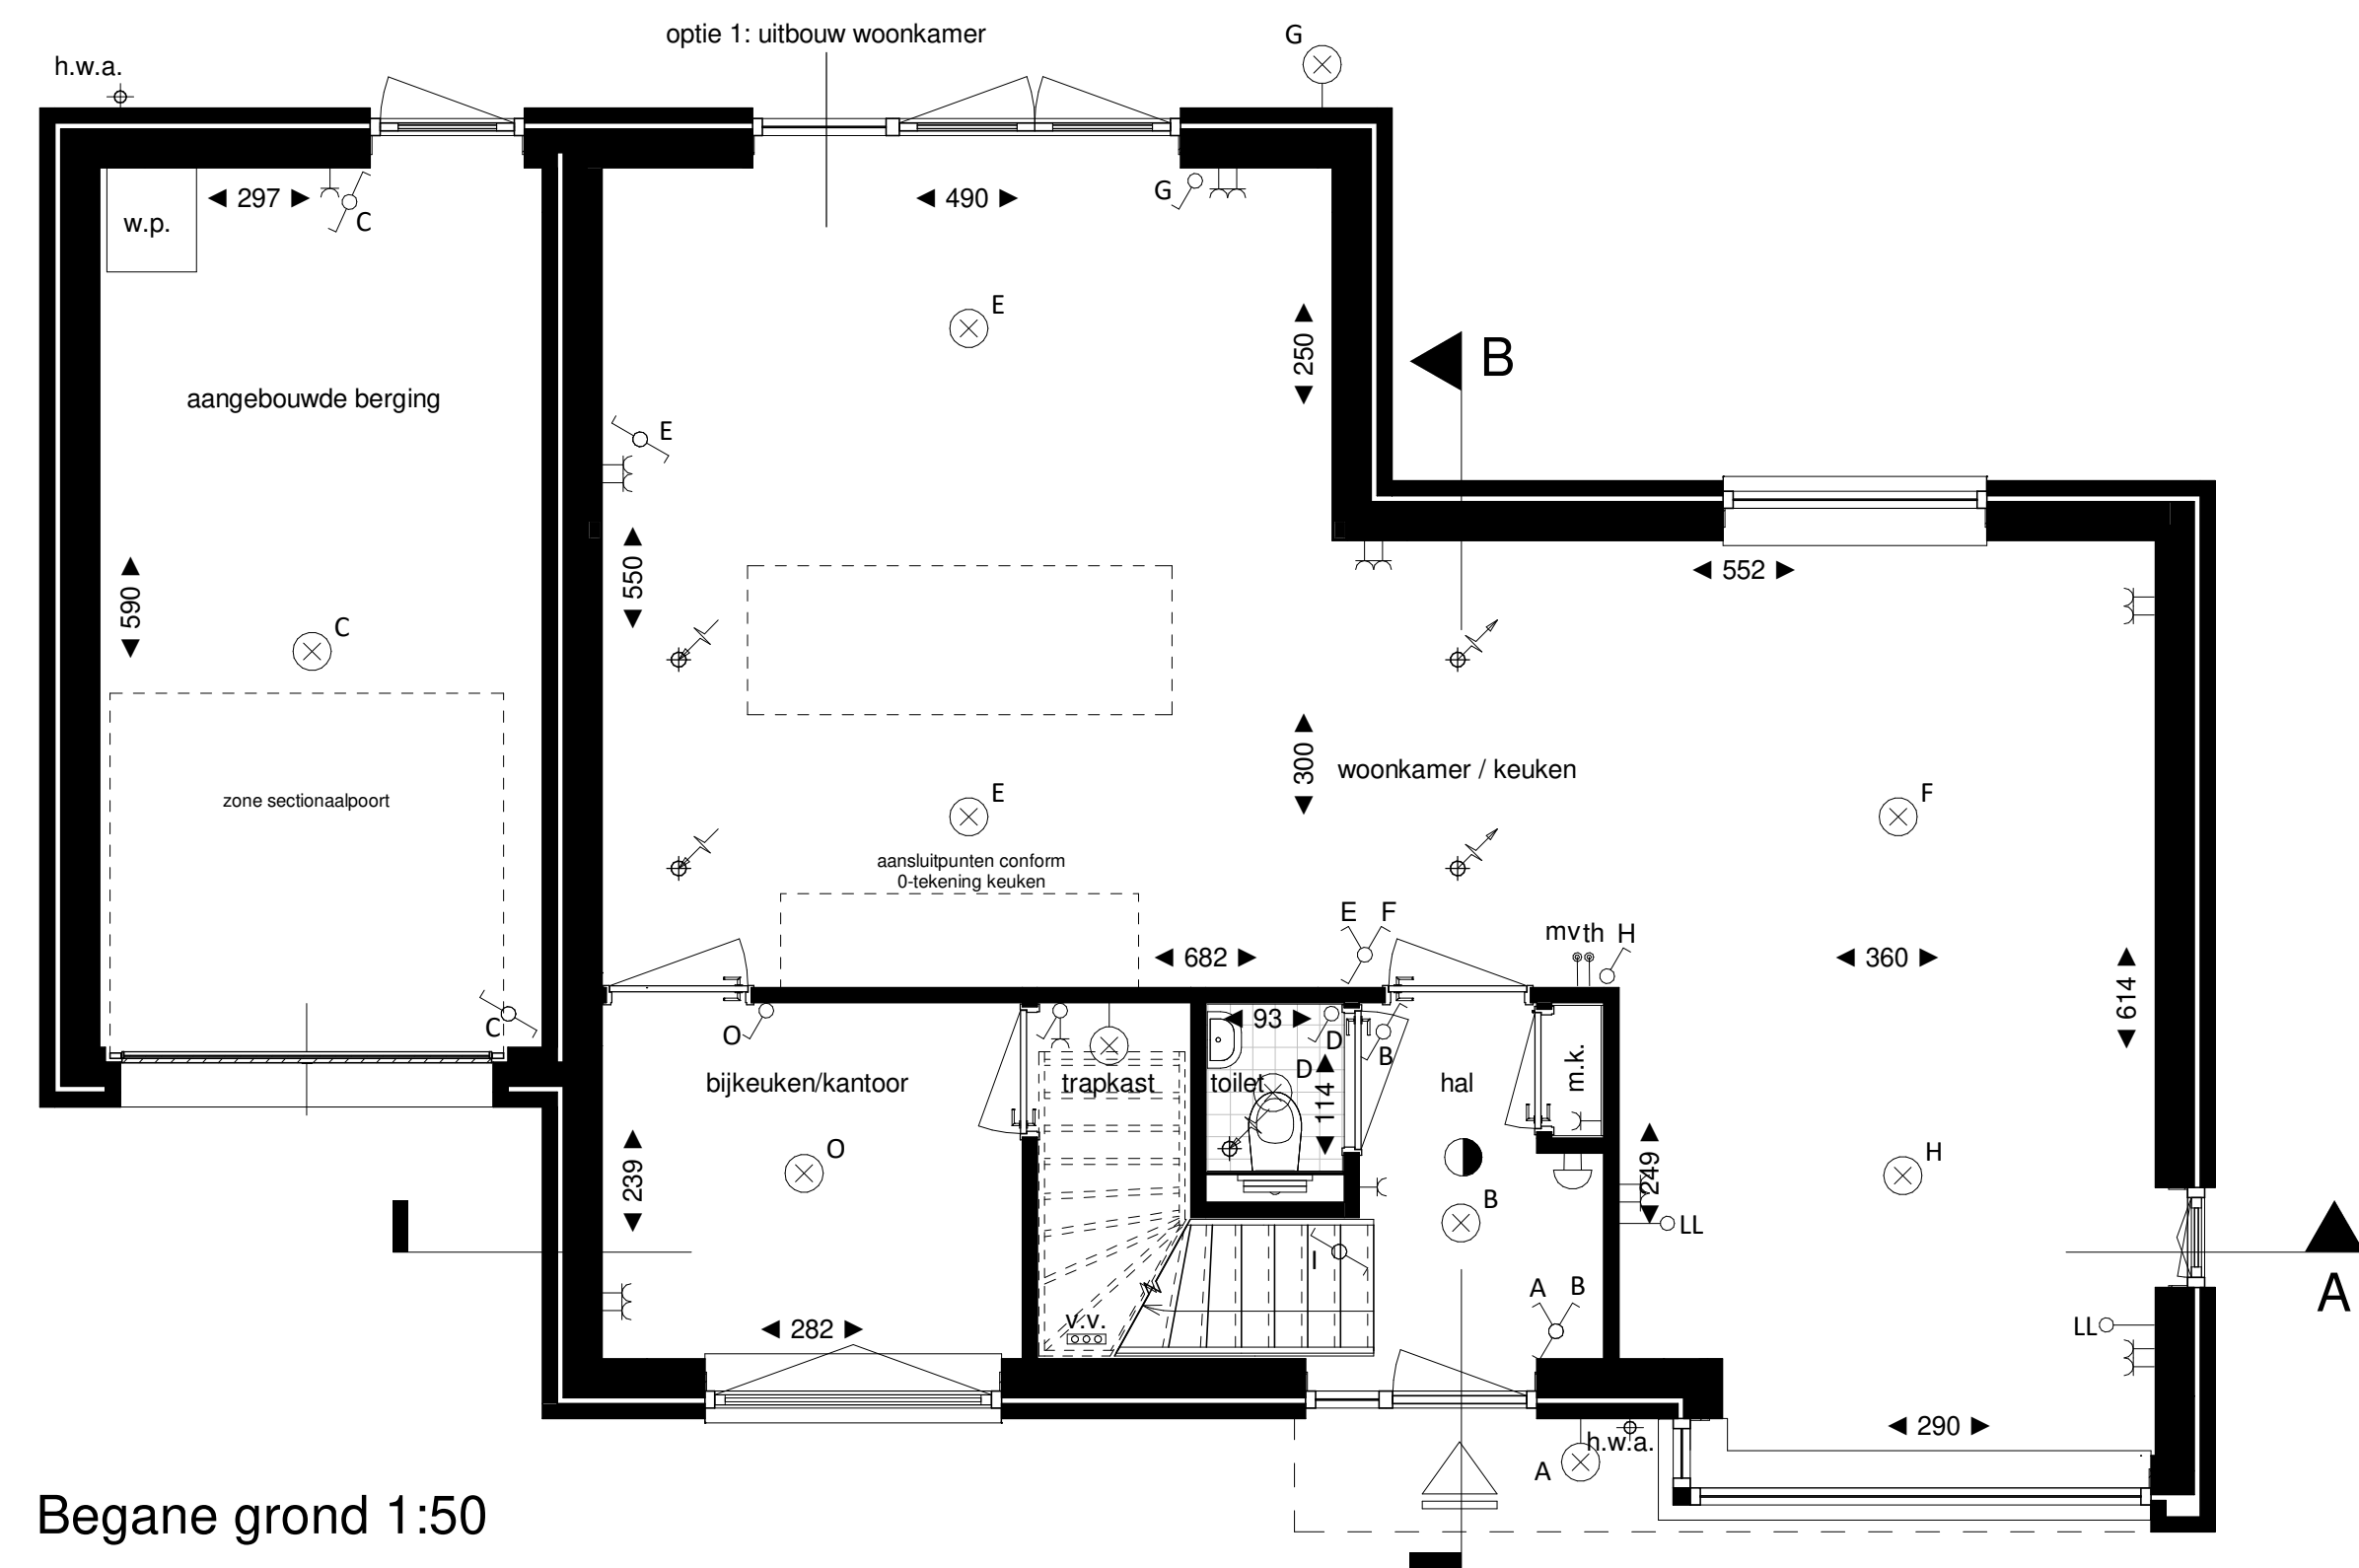 optie 1: uitbouw woonkamer
G
h.w.a.
297
490
G
w.p.
C
E
250
B
aangebouwde berging
E
550
552
590
C
300
woonkamer / keuken
zone sectionaalpoort
E
F
aansluitpunten conform
0-tekening keuken
E F
682
mv th H
360
614
C
O
93
D
B
D
bijkeuken/kantoor
trapkast
toilet
114
hal
m.k.
O
239
H
249
B
LL
I
A B
A
v.v.
282
LL
290
h.w.a.
A
Begane grond 1:50